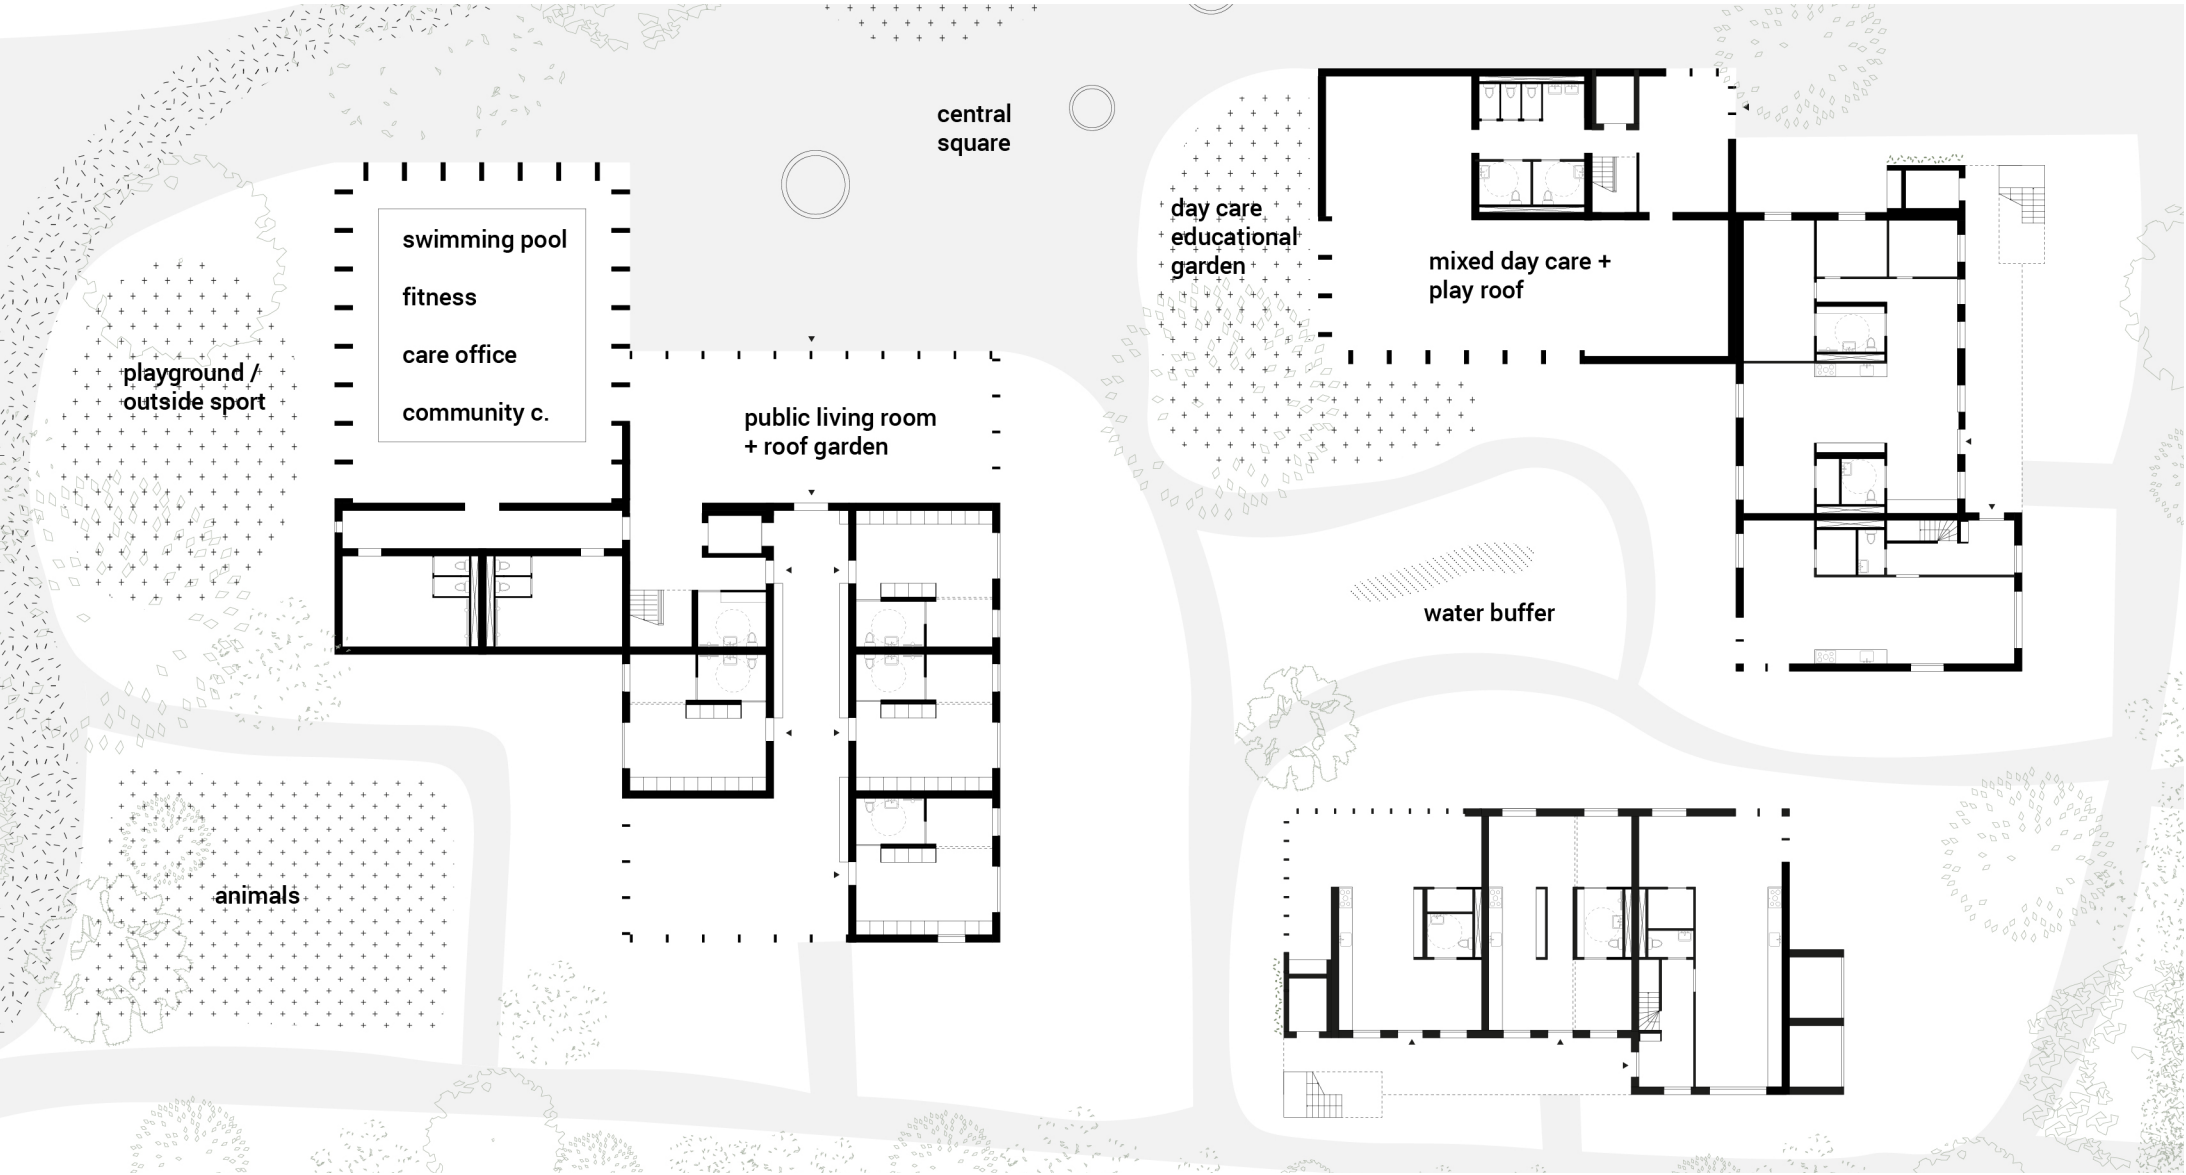 central
square
day care
educational
garden
swimming pool
fitness
care office
community c.
mixed day care +
play roof
playground /
outside sport
public living room
+ roof garden
water buffer
animals